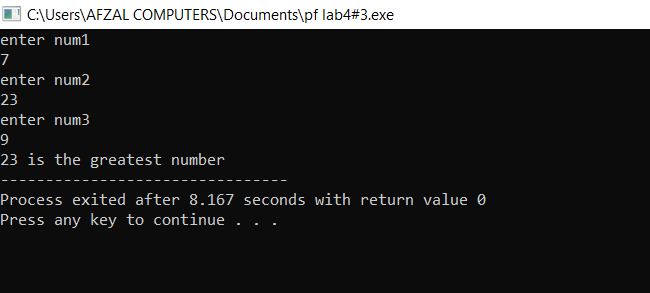 C:\Users\AFZAL COMPUTERS\Documents\pf lab4#3.exe
enter num1
7
enter num2
23
enter num3
9
23 is the greatest number
--------------------------------
Process exited after 8.167 seconds with return value 0
Press any key to continue . . .